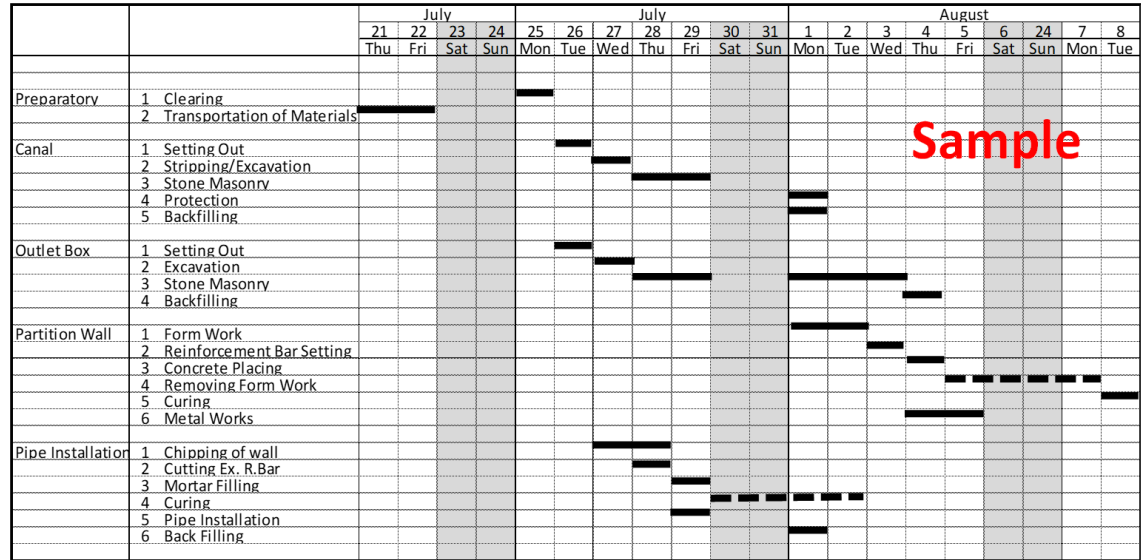 July July August
21 22 23 24 25 26 27 28 29 30 31 1 2 3 4 5 6 24 7 8
Thu Fri Sat Sun Mon Tue Wed Thu Fri Sat Sun Mon Tue Wed Thu Fri Sat Sun Mon Tue
Preparatory 1 Clearing
2 Transportation of Materials
Sample
Canal 1 Setting Out
2 Stripping/Excavation
3 Stone Masonry
4 Protection
5 Backfilling
Outlet Box 1 Setting Out
2 Excavation
3 Stone Masonry
4 Backfilling
Partition Wall 1 Form Work
2 Reinforcement Bar Setting
3 Concrete Placing
4 Removing Form Work
5 Curing
6 Metal Works
Pipe Installation 1 Chipping of wall
2 Cutting Ex. R.Bar
3 Mortar Filling
4 Curing
5 Pipe Installation
6 Back Filling